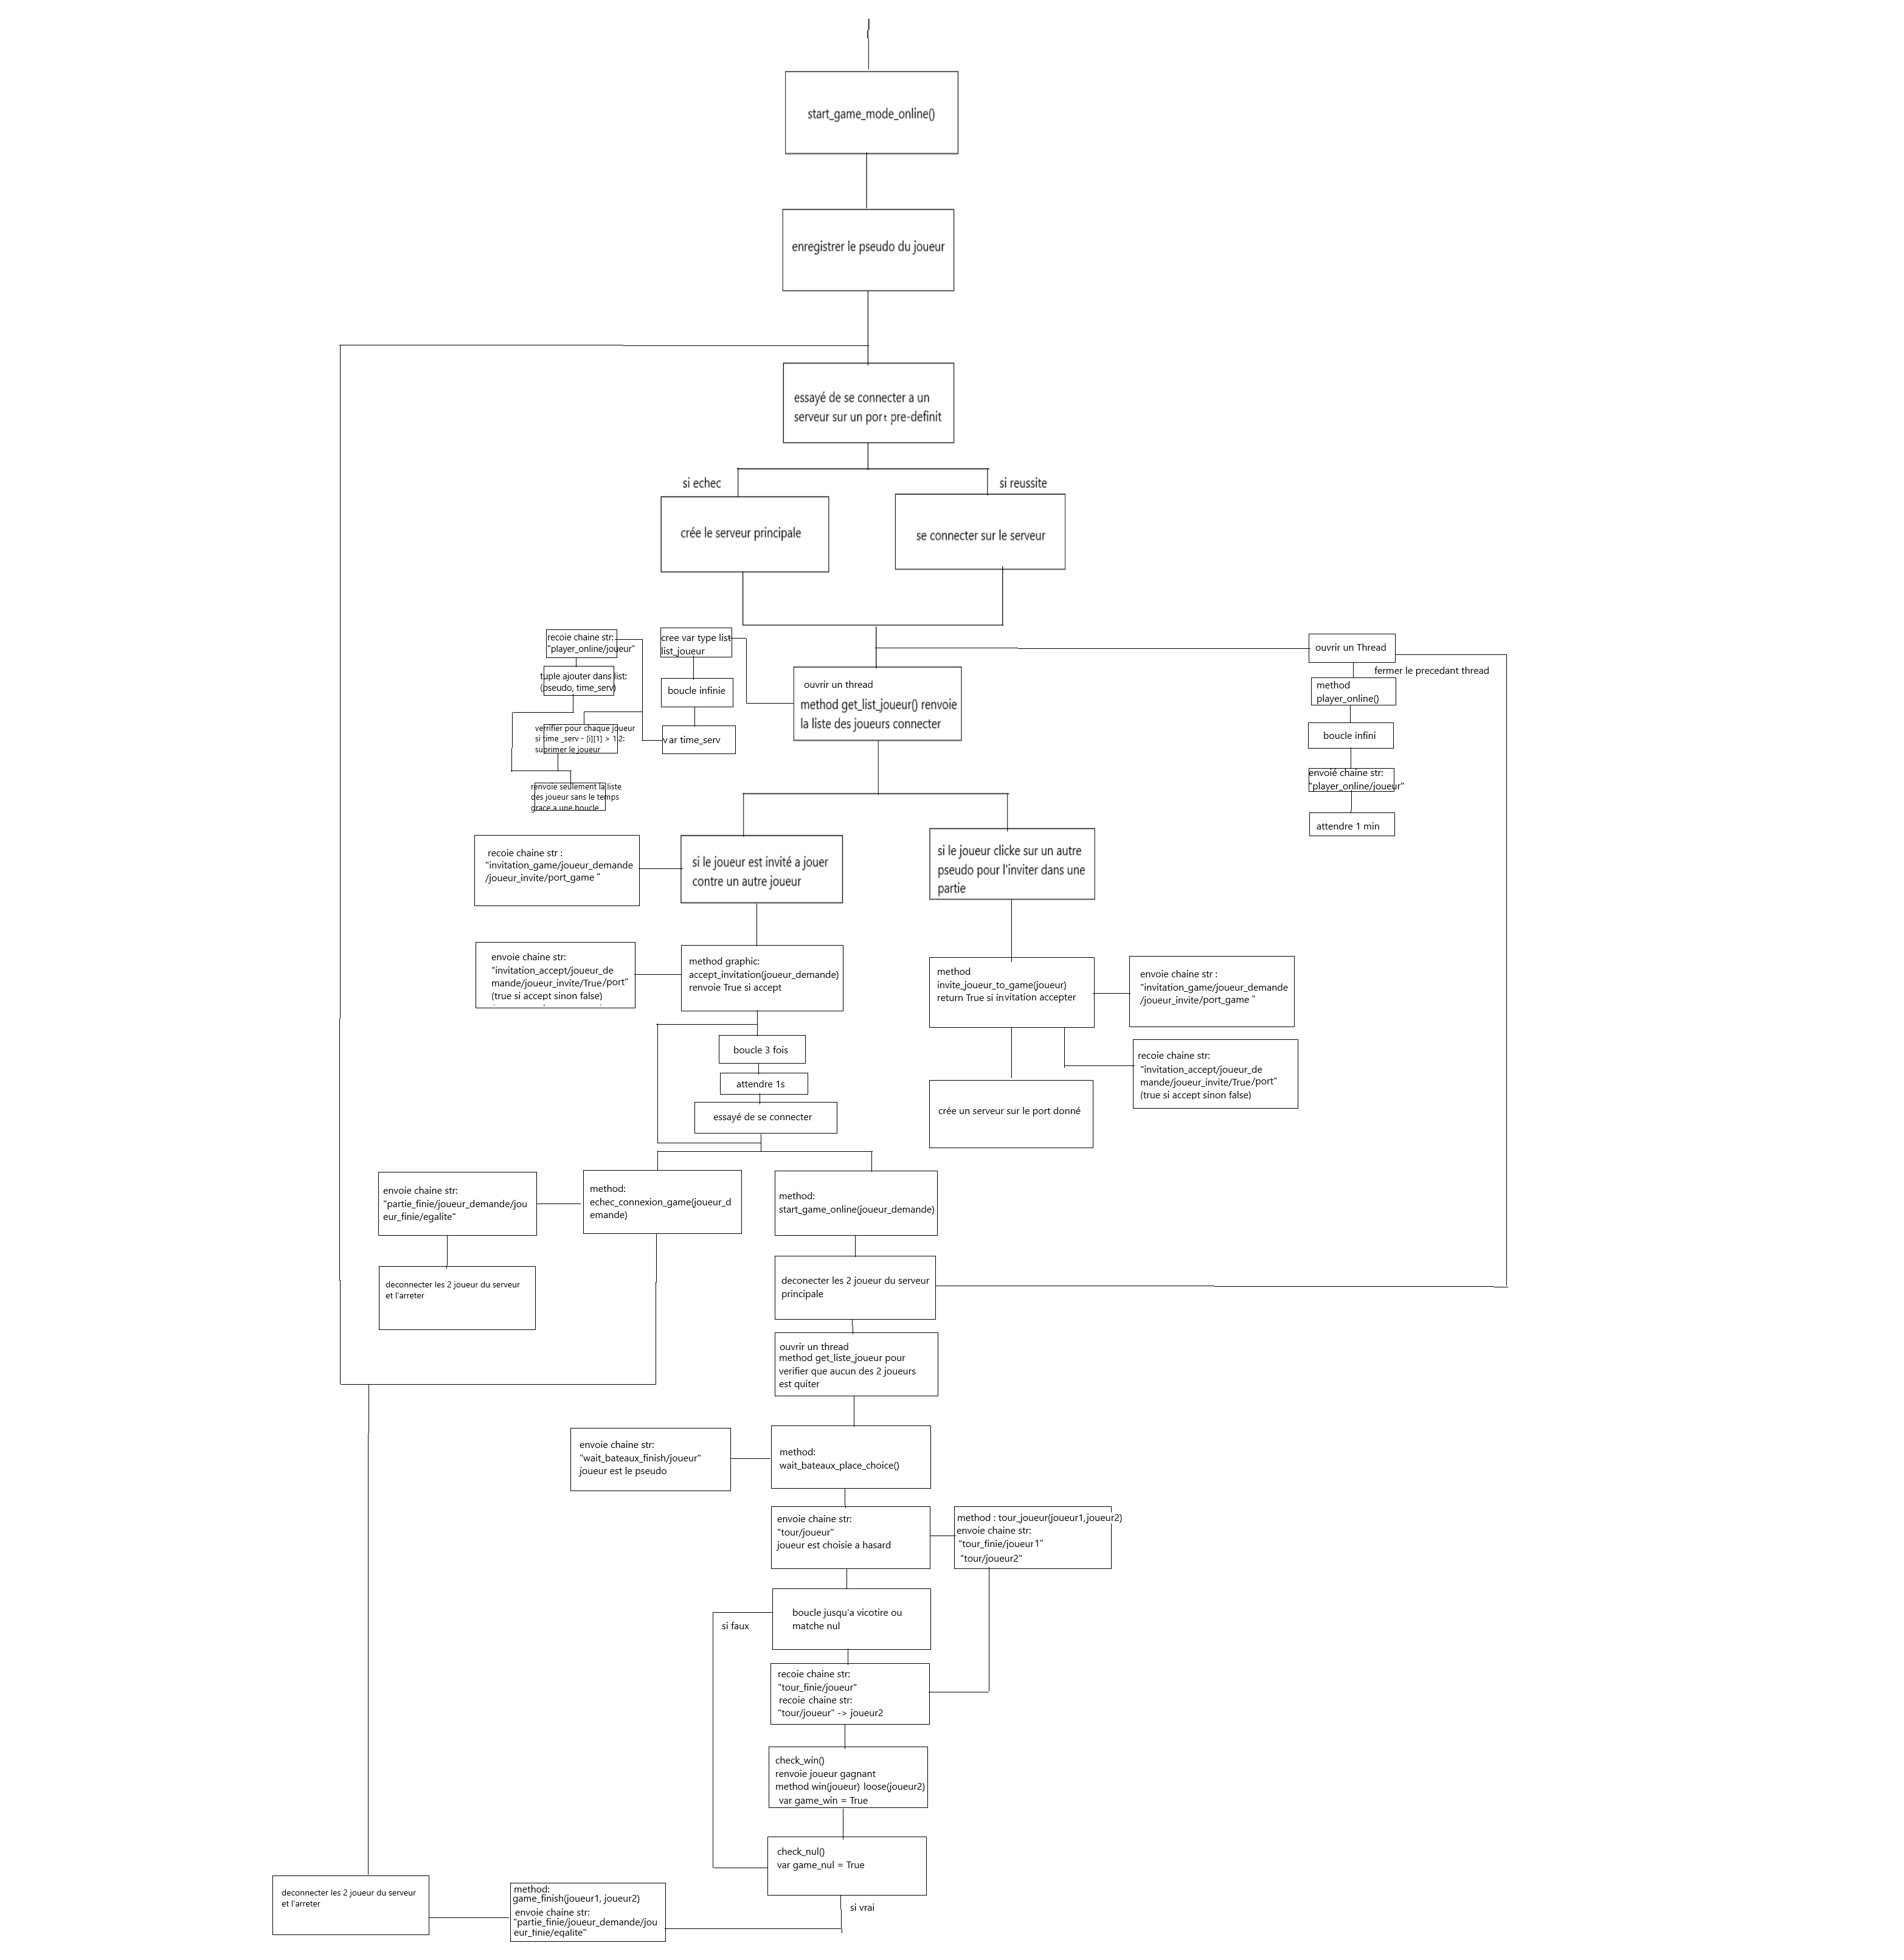 start_game_mode_online()
enregistrer le pseudo du joueur
essayé de se connecter a un
serveur sur un port pre-definit
si echec
si reussite
crée le serveur principale
se connecter sur le serveur
recoie chaine str:
"player_online/joueur"
tuple ajouter dans list:
(pseudo, time_serv)
verrifier pour chaque joueur
si time _serv - [i][1] > 1.2:
suprimer le joueur
renvoie seulement la liste
des joueur sans le temps
grace a une boucle
cree var type list
list_joueur
boucle infinie
var time_serv
ouvrir un thread
method get_list_joueur() renvoie
la liste des joueurs connecter
ouvrir un Thread
fermer le precedant thread
method
player_online()
boucle infini
envoié chaine str:
"player_online/joueur"
attendre 1 min
recoie chaine str :
"invitation_game/joueur_demande
/joueur_invite/port_game "
si le joueur est invité a jouer
contre un autre joueur
si le joueur clicke sur un autre
pseudo pour l'inviter dans une
partie
envoie chaine str:
"invitation_accept/joueur_de
mande/joueur_invite/True/port"
(true si accept sinon false)
method graphic:
accept_invitation(joueur_demande)
renvoie True si accept
method
invite_joueur_to_game(joueur)
return True si invitation accepter
envoie chaine str :
"invitation_game/joueur_demande
/joueur_invite/port_game "
recoie chaine str:
"invitation_accept/joueur_de
mande/joueur_invite/True/port"
(true si accept sinon false)
boucle 3 fois
attendre 1s
essayé de se connecter
crée un serveur sur le port donné
envoie chaine str:
"partie_finie/joueur_demande/jou
eur_finie/egalite"
method:
echec_connexion_game(joueur_d
emande)
method:
start_game_online(joueur_demande)
deconnecter les 2 joueur du serveur
et l'arreter
deconecter les 2 joueur du serveur
principale
ouvrir un thread
method get_liste_joueur pour
verifier que aucun des 2 joueurs
est quiter
envoie chaine str:
"wait_bateaux_finish/joueur"
joueur est le pseudo
method:
wait_bateaux_place_choice()
envoie chaine str:
"tour/joueur"
joueur est choisie a hasard
method : tour_joueur(joueur1,joueur2)
envoie chaine str:
"tour_finie/joueur1"
"tour/joueur2"
boucle jusqu'a vicotire ou
matche nul
si faux
recoie chaine str:
"tour_finie/joueur"
recoie chaine str:
"tour/joueur" -> joueur2
check_win()
renvoie joueur gagnant
method win(joueur) loose(joueur2)
var game_win = True
check_nul()
var game_nul = True
si vrai
deconnecter les 2 joueur du serveur
et l'arreter
method:
game_finish(joueur1, joueur2)
envoie chaine str:
"partie_finie/joueur_demande/jou
eur_finie/egalite"